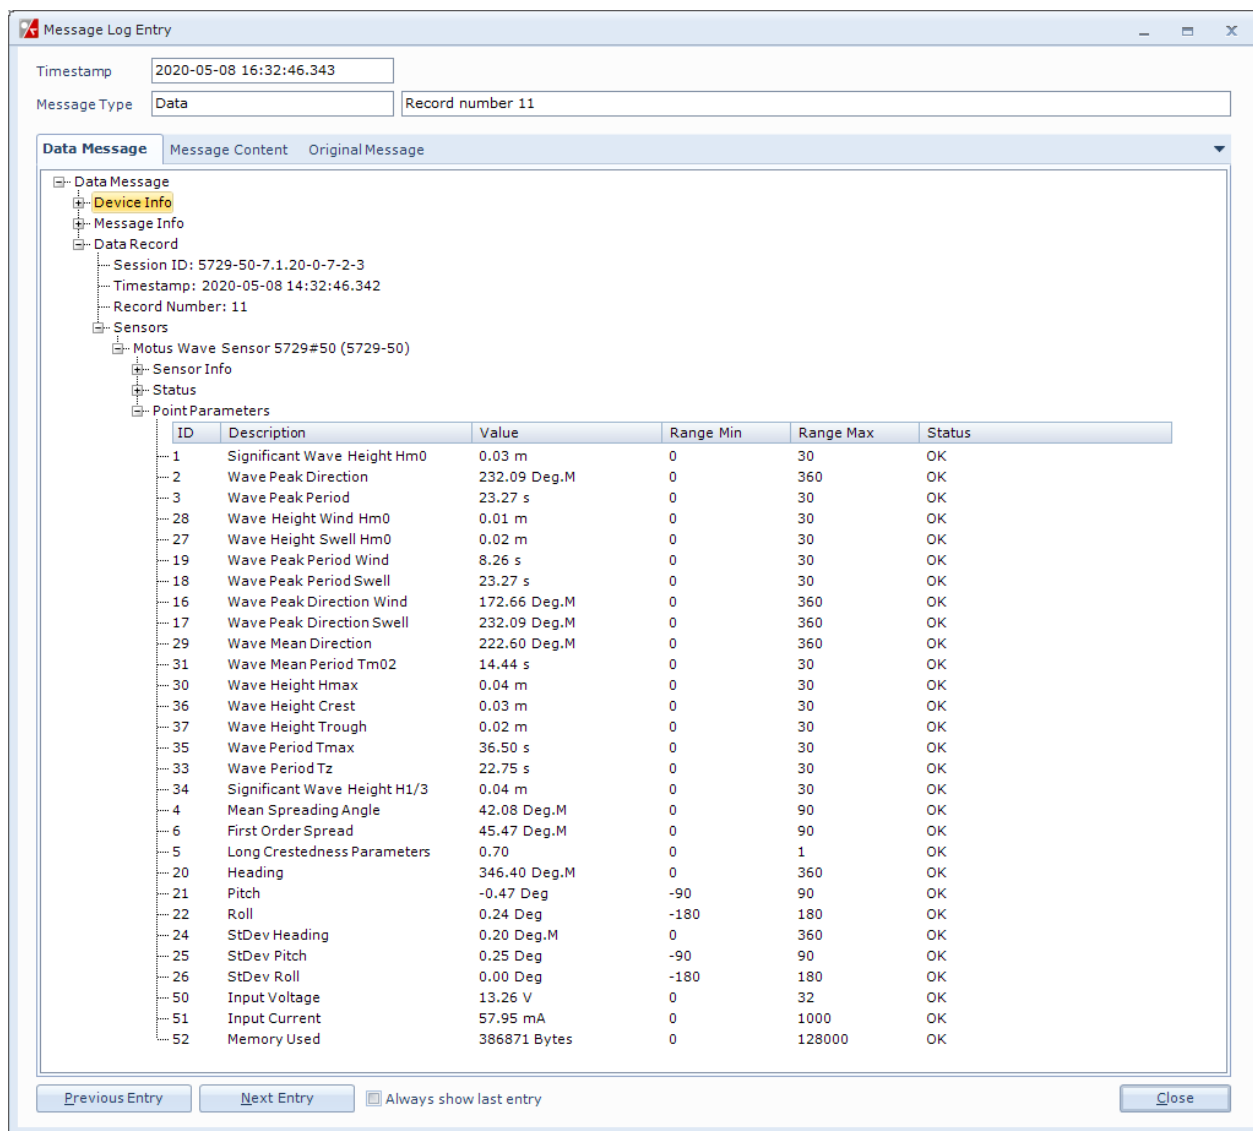 Message Log Entry
Timestamp 2020-05-08 16:32:46.343
Message Type Data Record number 11
Data Message Message Content Original Message
Data Message
Device Info
Message Info
Data Record
Session ID: 5729-50-7.1.20-0-7-2-3
Timestamp: 2020-05-08 14:32:46.342
Record Number: 11
Sensors
Motus Wave Sensor 5729#50 (5729-50)
Sensor Info
Status
Point Parameters
ID Description Value Range Min Range Max Status
1 Significant Wave Height Hm0 0.03 m 0 30 OK
2 Wave Peak Direction 232.09 Deg.M 0 360 OK
3 Wave Peak Period 23.27 s 0 30 OK
28 Wave Height Wind Hm0 0.01 m 0 30 OK
27 Wave Height Swell Hm0 0.02 m 0 30 OK
19 Wave Peak Period Wind 8.26 s 0 30 OK
18 Wave Peak Period Swell 23.27 s 0 30 OK
16 Wave Peak Direction Wind 172.66 Deg.M 0 360 OK
17 Wave Peak Direction Swell 232.09 Deg.M 0 360 OK
29 Wave Mean Direction 222.60 Deg.M 0 360 OK
31 Wave Mean Period Tm02 14.44 s 0 30 OK
30 Wave Height Hmax 0.04 m 0 30 OK
36 Wave Height Crest 0.03 m 0 30 OK
37 Wave Height Trough 0.02 m 0 30 OK
35 Wave Period Tmax 36.50 s 0 30 OK
33 Wave Period Tz 22.75 s 0 30 OK
34 Significant Wave Height H1/3 0.04 m 0 30 OK
4 Mean Spreading Angle 42.08 Deg.M 0 90 OK
6 First Order Spread 45.47 Deg.M 0 90 OK
5 Long Crestedness Parameters 0.70 0 1 OK
20 Heading 346.40 Deg.M 0 360 OK
21 Pitch -0.47 Deg -90 90 OK
22 Roll 0.24 Deg -180 180 OK
24 StDev Heading 0.20 Deg.M 0 360 OK
25 StDev Pitch 0.25 Deg -90 90 OK
26 StDev Roll 0.00 Deg -180 180 OK
50 Input Voltage 13.26 V 0 32 OK
51 Input Current 57.95 mA 0 1000 OK
52 Memory Used 386871 Bytes 0 128000 OK
Previous Entry Next Entry Always show last entry Close